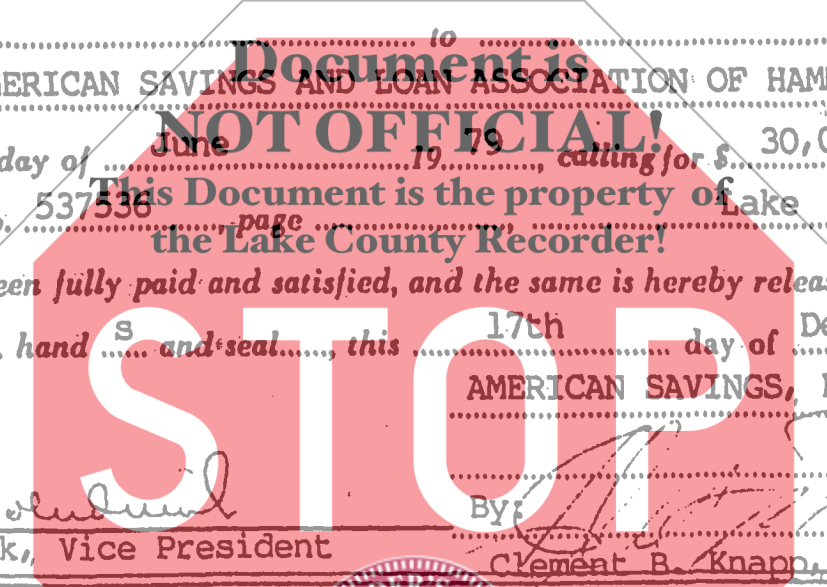 to
Document is
ERICAN SAVINGS AND LOAN ASSOCIATION OF HAM
NOT OFFICIAL!
day of June 19 79, calling for $ 30,0
This Document is the property of
537536, page Lake
the Lake County Recorder!
een fully paid and satisfied, and the same is hereby relea
hand s and seal, this 17th day of De
STOP
AMERICAN SAVINGS,
By:
k, Vice President
Clement B. Knapp,
DER'S